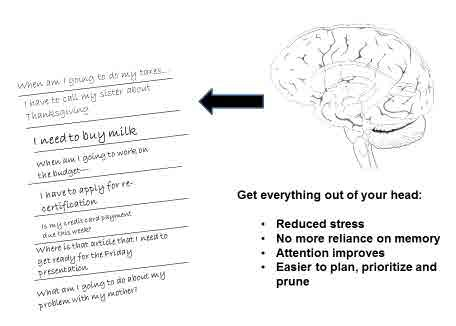 When am I going to do my taxes...:
I have to call my sister about
Thanksgiving
I need to buy milk
When am I going to work on
the budget—
I have to apply for re-
certification
Is my credit card payment
due this week?
Where is that article that I need to
get ready for the Friday
presentation
What am I going to do about my
problem with my mother?
Get everything out of your head:
• Reduced stress
• No more reliance on memory
• Attention improves
• Easier to plan, prioritize and
prune